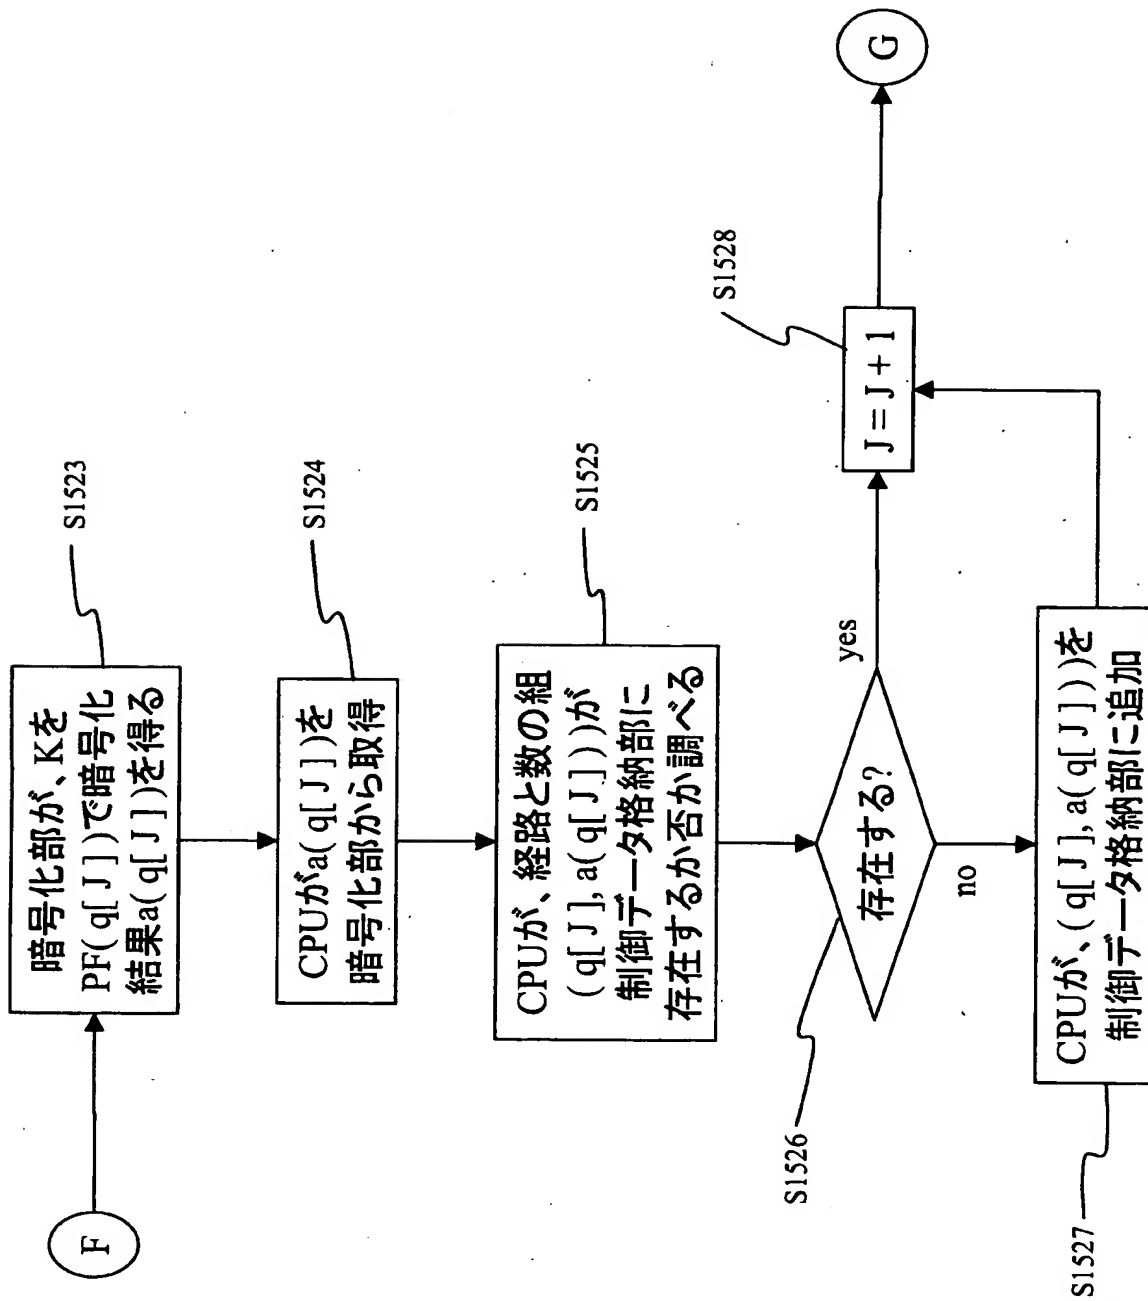 F
暗号化部が、Kを
PF(q[J])で暗号化
結果a(q[J])を得る
S1523
CPUがa(q[J])を
暗号化部から取得
S1524
CPUが、経路と数の組
(q[J],a(q[J]))が
制御データ格納部に
存在するか否か調べる
S1525
存在する?
S1526
yes
no
J=J+1
S1528
G
CPUが、(q[J],a(q[J]))を
制御データ格納部に追加
S1527